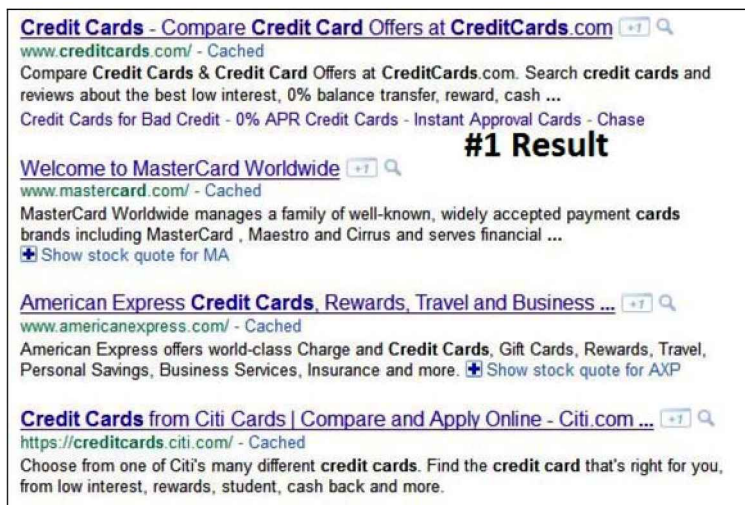 Credit Cards - Compare Credit Card Offers at CreditCards.com +1
www.creditcards.com/ - Cached
Compare Credit Cards & Credit Card Offers at CreditCards.com. Search credit cards and
reviews about the best low interest, 0% balance transfer, reward, cash ...
Credit Cards for Bad Credit - 0% APR Credit Cards - Instant Approval Cards - Chase
#1 Result
Welcome to MasterCard Worldwide +1
www.mastercard.com/ - Cached
MasterCard Worldwide manages a family of well-known, widely accepted payment cards
brands including MasterCard , Maestro and Cirrus and serves financial ...
Show stock quote for MA
American Express Credit Cards, Rewards, Travel and Business ... +1
www.americanexpress.com/ - Cached
American Express offers world-class Charge and Credit Cards, Gift Cards, Rewards, Travel,
Personal Savings, Business Services, Insurance and more. Show stock quote for AXP
Credit Cards from Citi Cards | Compare and Apply Online - Citi.com ... +1
https://creditcards.citi.com/ - Cached
Choose from one of Citi's many different credit cards. Find the credit card that's right for you,
from low interest, rewards, student, cash back and more.